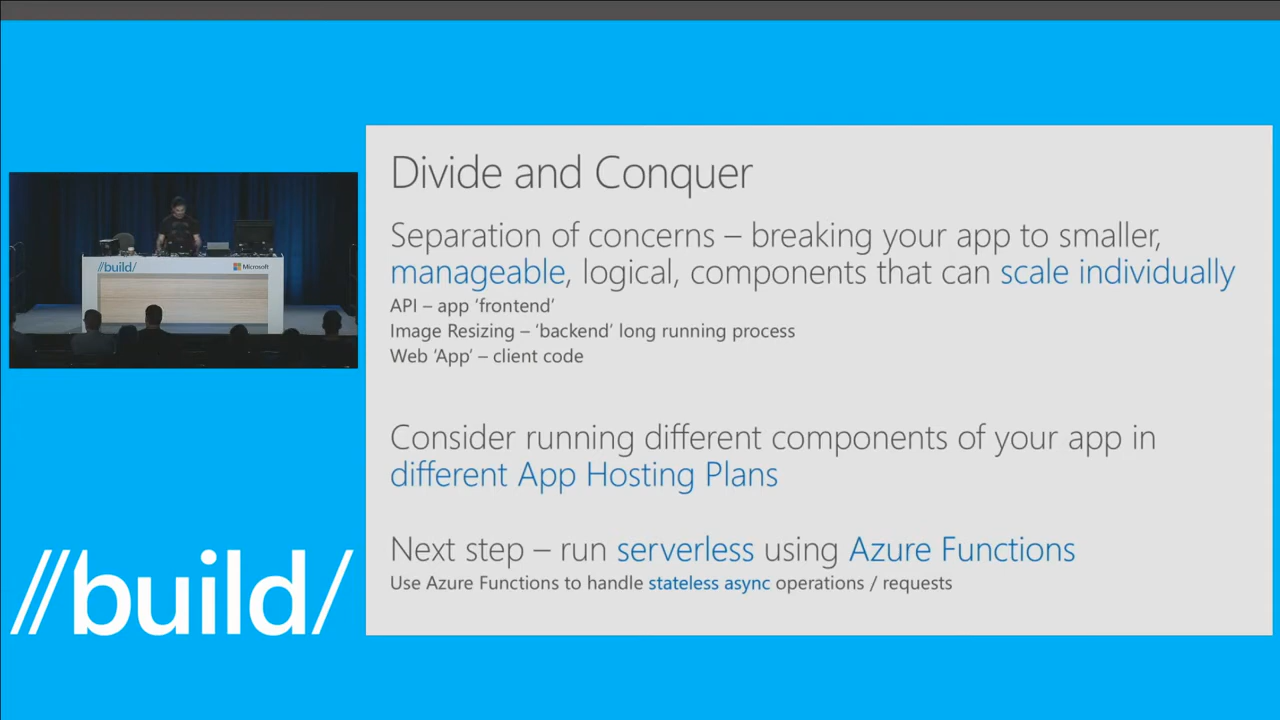 Divide and Conquer
Separation of concerns – breaking your app to smaller,
manageable, logical, components that can scale individually
API – app ‘frontend’
Image Resizing – ‘backend’ long running process
Web ‘App’ – client code
Consider running different components of your app in
different App Hosting Plans
Next step – run serverless using Azure Functions
Use Azure Functions to handle stateless async operations / requests
//build/
Microsoft
//build/